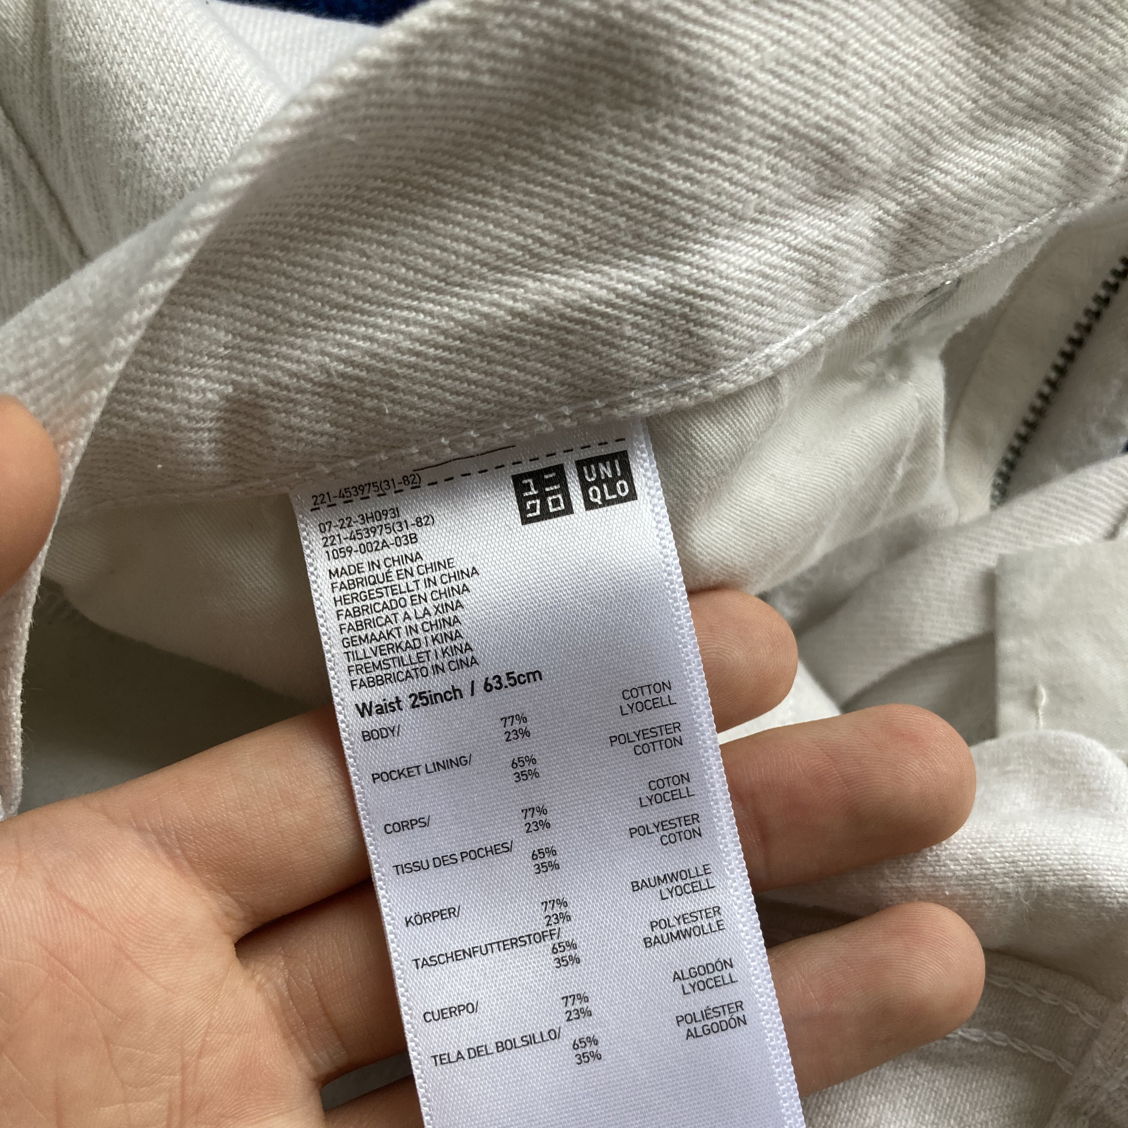 221-453975(31-82)
ユニ
クロ
UNI
QLO
07-22-3H093I
221-453975(31-82)
1059-002A-03B
MADE IN CHINA
FABRIQUÉ EN CHINE
HERGESTELLT IN CHINA
FABRICADO EN CHINA
FABRICAT A LA XINA
GEMAAKT IN CHINA
TILLVERKAD I KINA
FREMSTILLET I KINA
FABBRICATO IN CINA
Waist 25inch / 63.5cm
BODY/ 77% COTTON
23% LYOCELL
POCKET LINING/ 65% POLYESTER
35% COTTON
CORPS/ 77% COTON
23% LYOCELL
TISSU DES POCHES/ 65% POLYESTER
35% COTON
KÖRPER/ 77% BAUMWOLLE
23% LYOCELL
TASCHENFUTTERSTOFF/ 65% POLYESTER
35% BAUMWOLLE
CUERPO/ 77% ALGODÓN
23% LYOCELL
TELA DEL BOLSILLO/ 65% POLIÉSTER
35% ALGODÓN